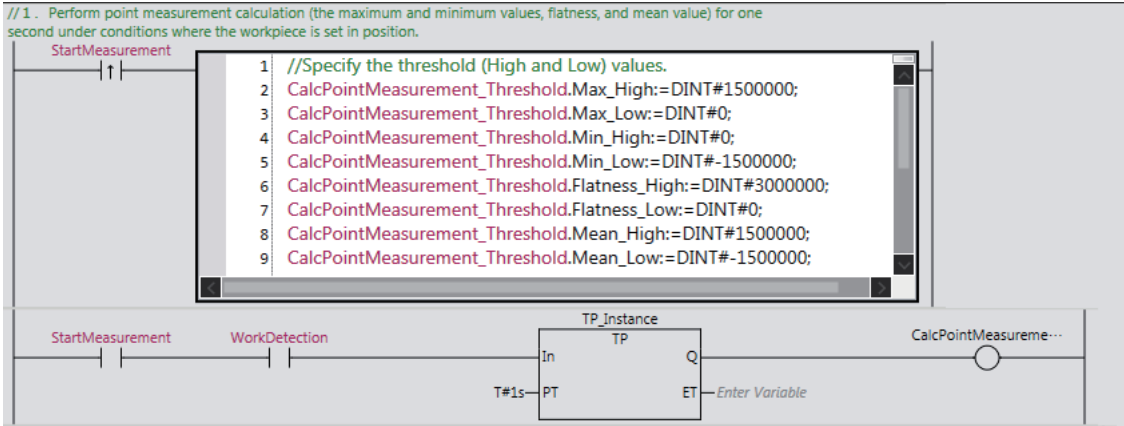 // 1 .  Perform point measurement calculation (the maximum and minimum values, flatness, and mean value) for one
second under conditions where the workpiece is set in position.
StartMeasurement
1 //Specify the threshold (High and Low) values.
2 CalcPointMeasurement_Threshold.Max_High:=DINT#1500000;
3 CalcPointMeasurement_Threshold.Max_Low:=DINT#0;
4 CalcPointMeasurement_Threshold.Min_High:=DINT#0;
5 CalcPointMeasurement_Threshold.Min_Low:=DINT#-1500000;
6 CalcPointMeasurement_Threshold.Flatness_High:=DINT#3000000;
7 CalcPointMeasurement_Threshold.Flatness_Low:=DINT#0;
8 CalcPointMeasurement_Threshold.Mean_High:=DINT#1500000;
9 CalcPointMeasurement_Threshold.Mean_Low:=DINT#-1500000;
TP_Instance
StartMeasurement WorkDetection TP CalcPointMeasureme···
In Q
T#1s PT ET Enter Variable